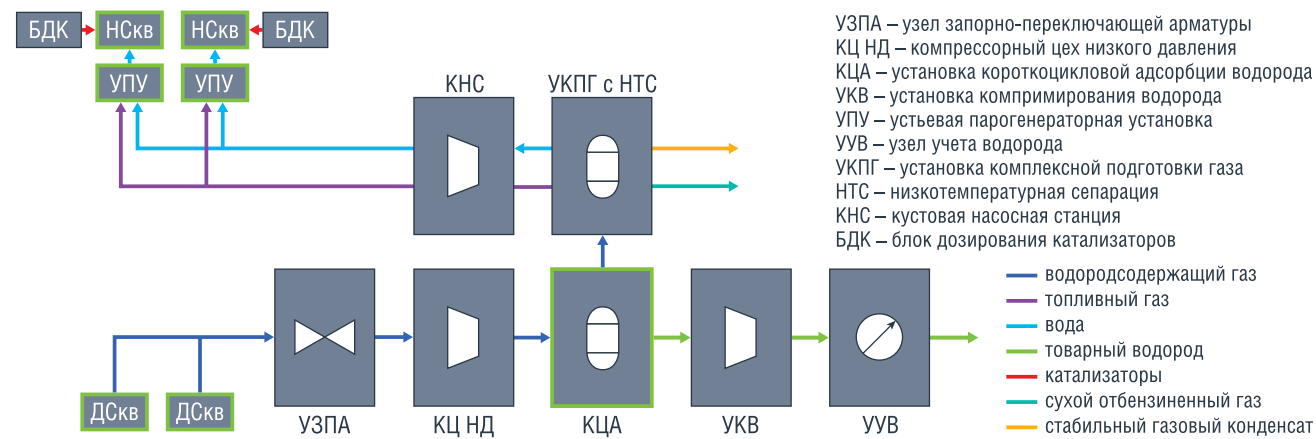 БДК
НСкв
НСкв
БДК
УПУ
УПУ
КНС
УКПГ с НТС
УЗПА – узел запорно-переключающей арматуры
КЦ НД – компрессорный цех низкого давления
КЦА – установка короткоцикловой адсорбции водорода
УКВ – установка компримирования водорода
УПУ – устьевая парогенераторная установка
УУВ – узел учета водорода
УКПГ – установка комплексной подготовки газа
НТС – низкотемпературная сепарация
КНС – кустовая насосная станция
БДК – блок дозирования катализаторов
водородсодержащий газ
топливный газ
вода
товарный водород
катализаторы
сухой отбензиненный газ
стабильный газовый конденсат
ДСкв
ДСкв
УЗПА
КЦ НД
КЦА
УКВ
УУВ